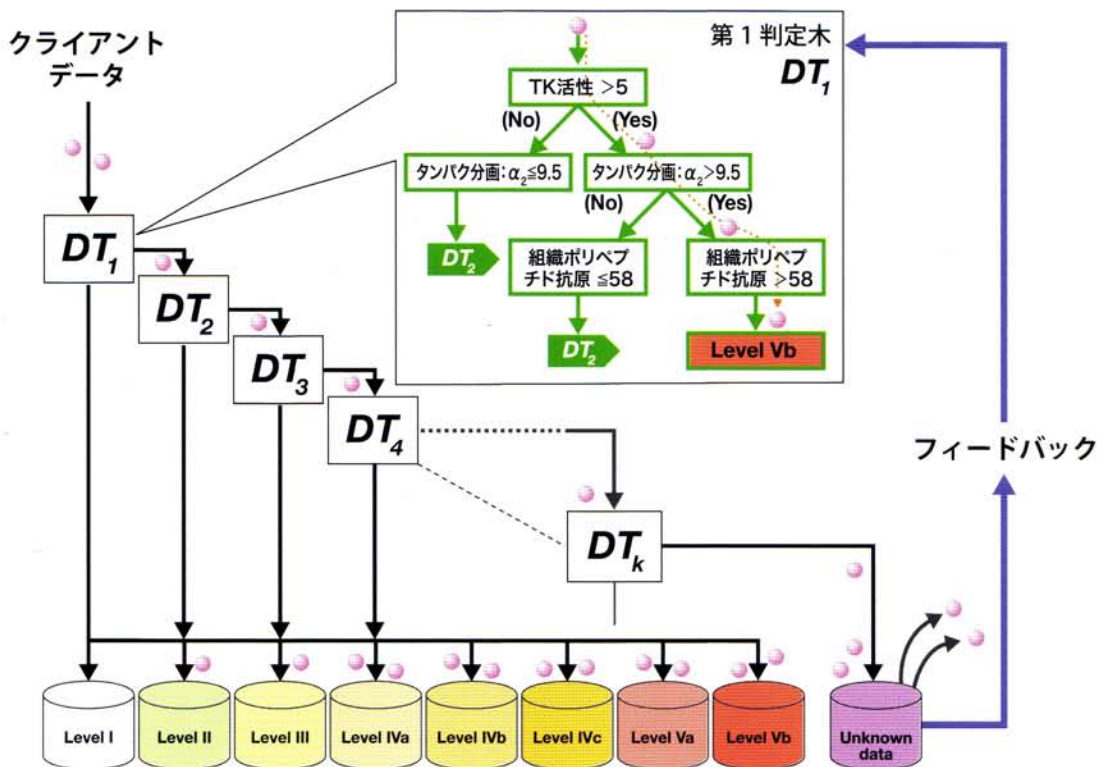 クライアント
データ
第1判定木
DT1
TK活性 >5
(No)
(Yes)
タンパク分画:α2≦9.5
タンパク分画:α2>9.5
(No)
(Yes)
DT2
組織ポリペプ
チド抗原 ≦58
組織ポリペプ
チド抗原 >58
DT2
Level Vb
DT1
DT2
DT3
DT4
DTk
フィードバック
Level I
Level II
Level III
Level IVa
Level IVb
Level IVc
Level Va
Level Vb
Unknown
data